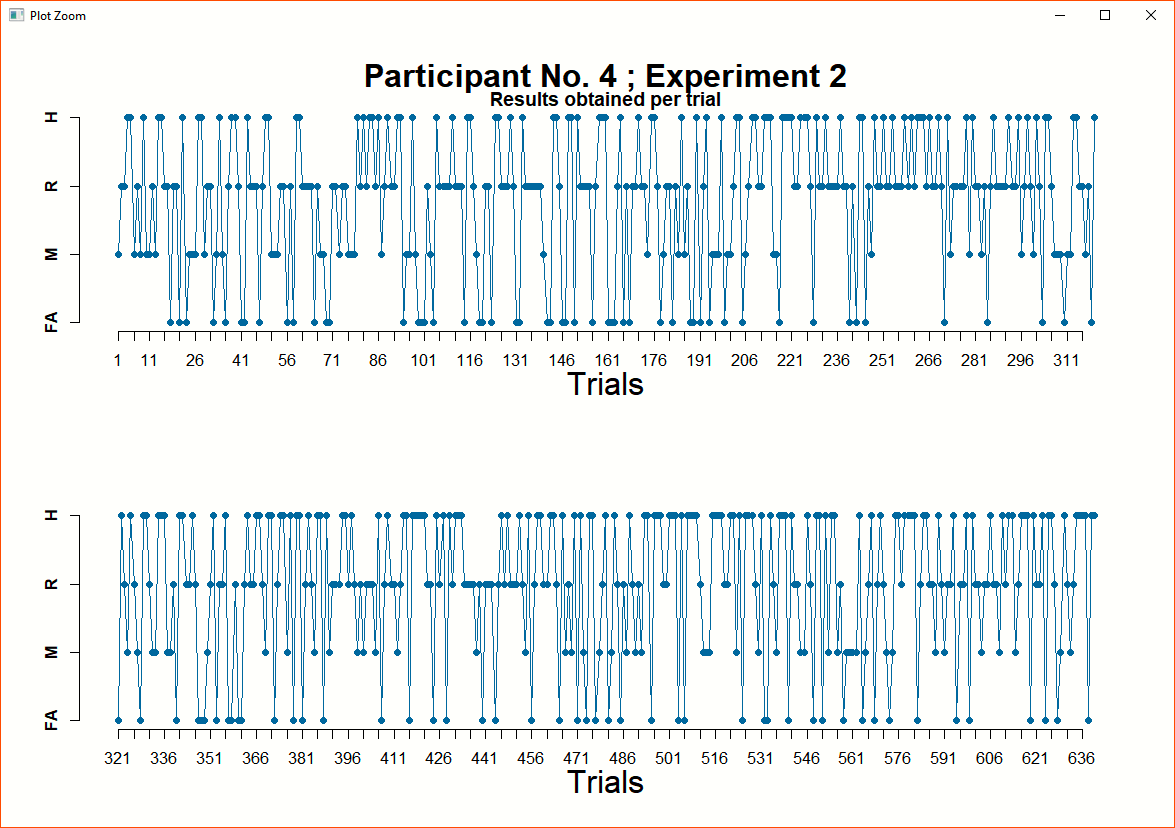 Plot Zoom
Participant No. 4 ; Experiment 2
Results obtained per trial
H
R
M
FA
1 11 26 41 56 71 86 101 116 131 146 161 176 191 206 221 236 251 266 281 296 311
Trials
H
R
M
FA
321 336 351 366 381 396 411 426 441 456 471 486 501 516 531 546 561 576 591 606 621 636
Trials